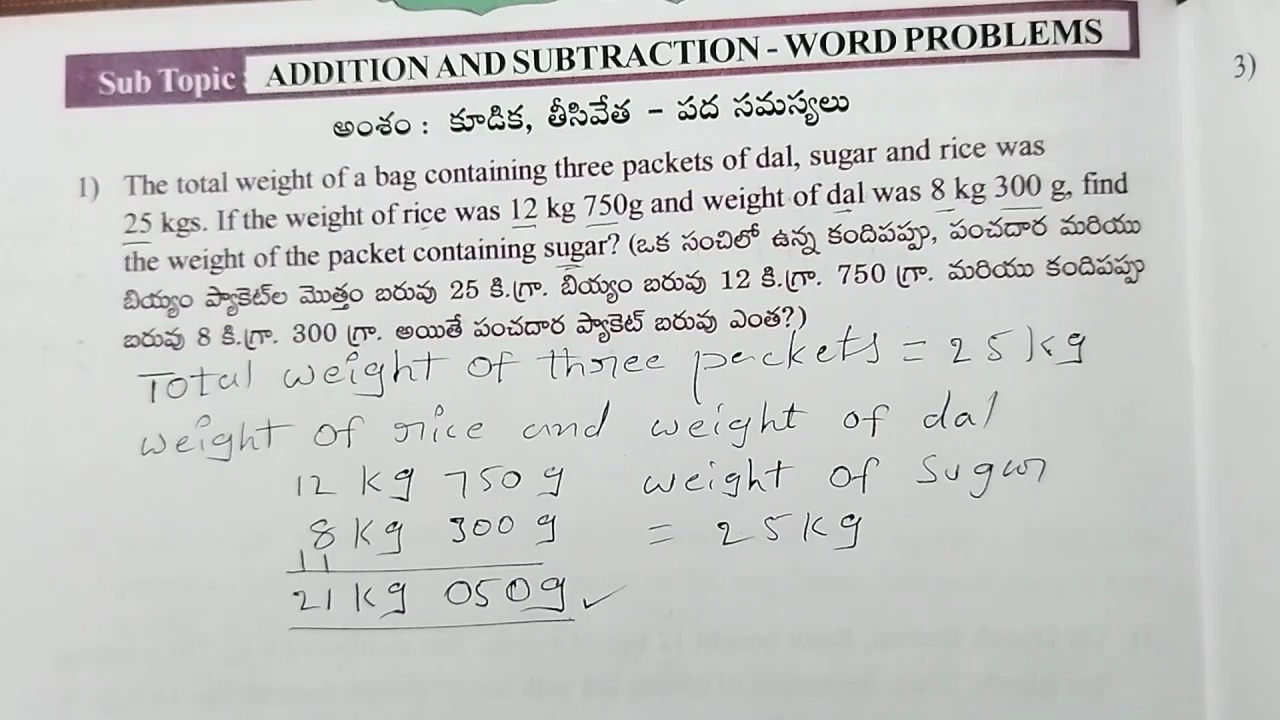 Sub Topic : ADDITION AND SUBTRACTION - WORD PROBLEMS
అంశం : కూడిక, తీసివేత - పద సమస్యలు
3)
1) The total weight of a bag containing three packets of dal, sugar and rice was
25 kgs. If the weight of rice was 12 kg 750g and weight of dal was 8 kg 300 g, find
the weight of the packet containing sugar? (ఒక సంచిలో ఉన్న కందిపప్పు, పంచదార మరియు
బియ్యం ప్యాకెట్‌ల మొత్తం బరువు 25 కి.గ్రా. బియ్యం బరువు 12 కి.గ్రా. 750 గ్రా. మరియు కందిపప్పు
బరువు 8 కి.గ్రా. 300 గ్రా. అయితే పంచదార ప్యాకెట్ బరువు ఎంత?)
Total weight of three packets = 25 kg
weight of rice and weight of dal
12 kg 750 g weight of sugar
8 kg 300 g = 25 kg
11
21 kg 050 g ✓